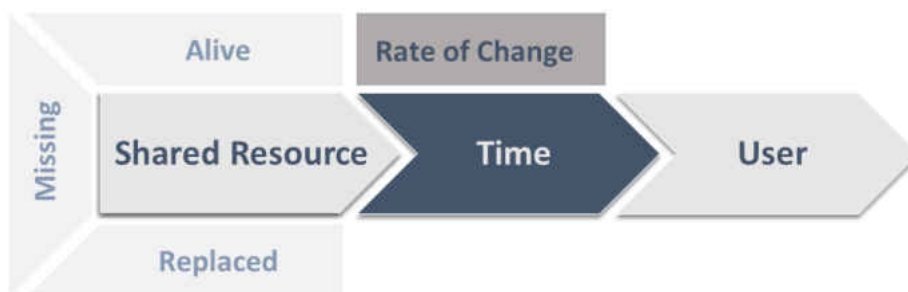 Alive
Rate of Change
Missing
Shared Resource
Time
User
Replaced